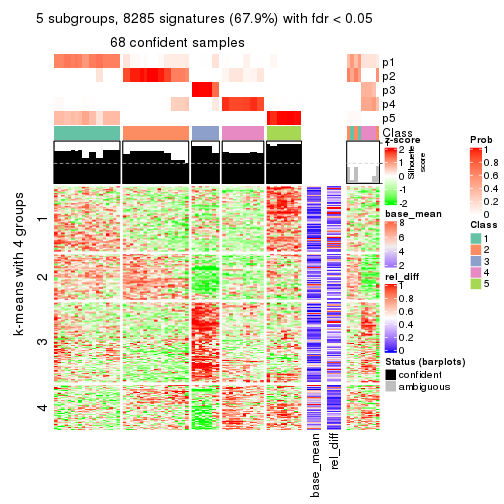 5 subgroups, 8285 signatures (67.9%) with fdr < 0.05
68 confident samples
p1
p2
p3
p4
p5
Class
1
0.5
0
Silhouette
score
k-means with 4 groups
1
2
3
4
base_mean
rel_diff
z-score
2
1
0
-1
-2
base_mean
8
6
4
2
rel_diff
1
0.8
0.6
0.4
0.2
0
Status (barplots)
confident
ambiguous
Prob
1
0.8
0.6
0.4
0.2
0
Class
1
2
3
4
5